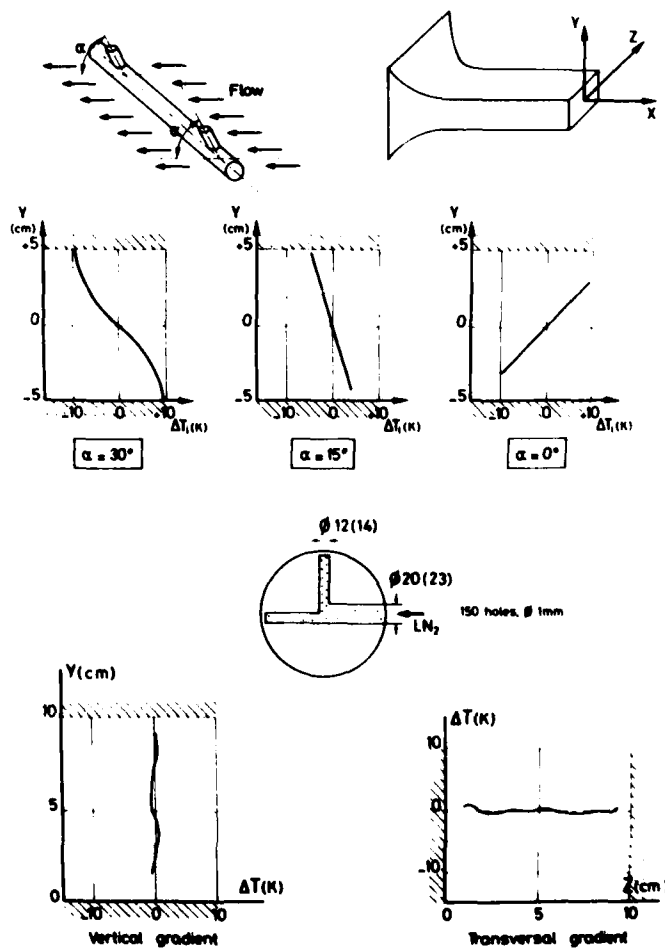 α
Flow
Y
Z
X
Y
(cm)
+5
0
-5
-10
0
+10
ΔT₁(K)
α = 30°
Y
(cm)
+5
0
-5
-10
0
+10
ΔT₁(K)
α = 15°
Y
(cm)
+5
0
-5
-10
0
+10
ΔT₁(K)
α = 0°
Ø 12(14)
Ø 20(23)
150 holes, Ø 1mm
LN₂
Y(cm)
10
5
0
-10
0
10
ΔT(K)
Vertical gradient
ΔT(K)
10
0
-10
0
5
10
Z(cm)
Transversal gradient